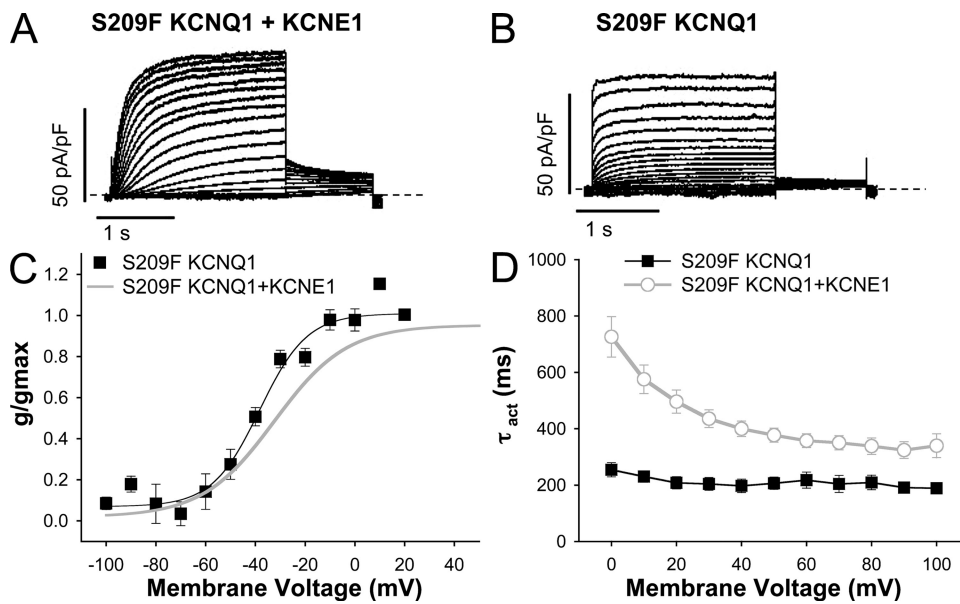 A S209F KCNQ1 + KCNE1
50 pA/pF
1 s
B S209F KCNQ1
50 pA/pF
1 s
C
S209F KCNQ1
S209F KCNQ1+KCNE1
g/gmax
1.2
1.0
0.8
0.6
0.4
0.2
0.0
-100 -80 -60 -40 -20 0 20 40
Membrane Voltage (mV)
D
S209F KCNQ1
S209F KCNQ1+KCNE1
τ act (ms)
1000
800
600
400
200
0
0 20 40 60 80 100
Membrane Voltage (mV)